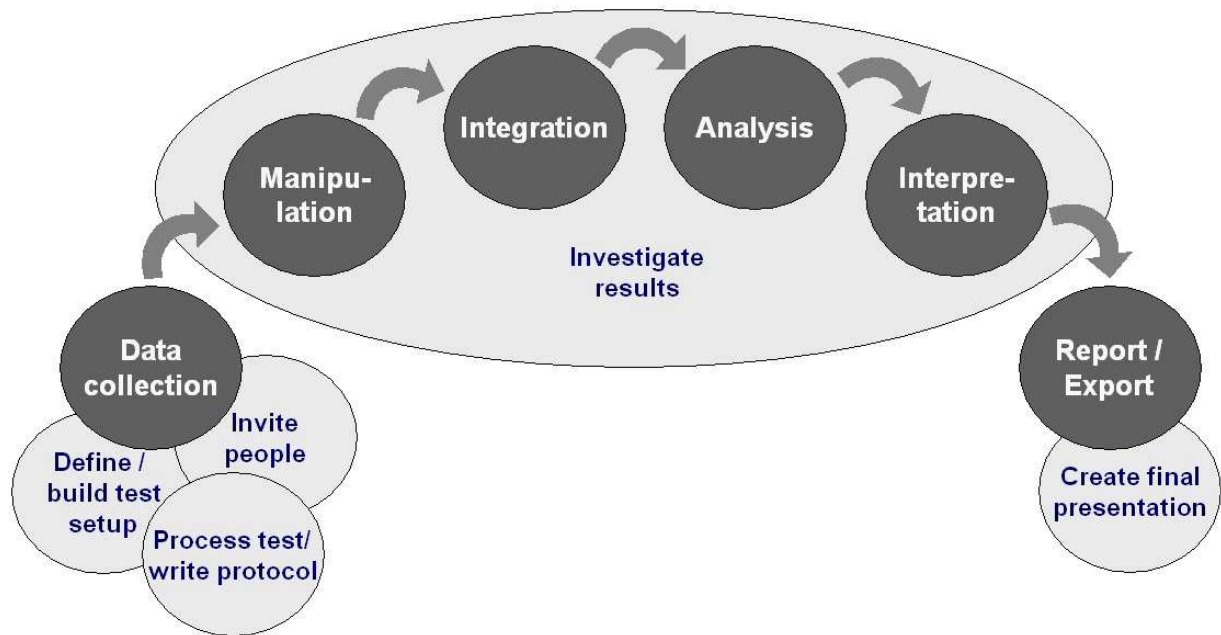 Integration
Analysis
Manipu-
lation
Interpre-
tation
Investigate
results
Data
collection
Report /
Export
Invite
people
Define /
build test
setup
Process test/
write protocol
Create final
presentation